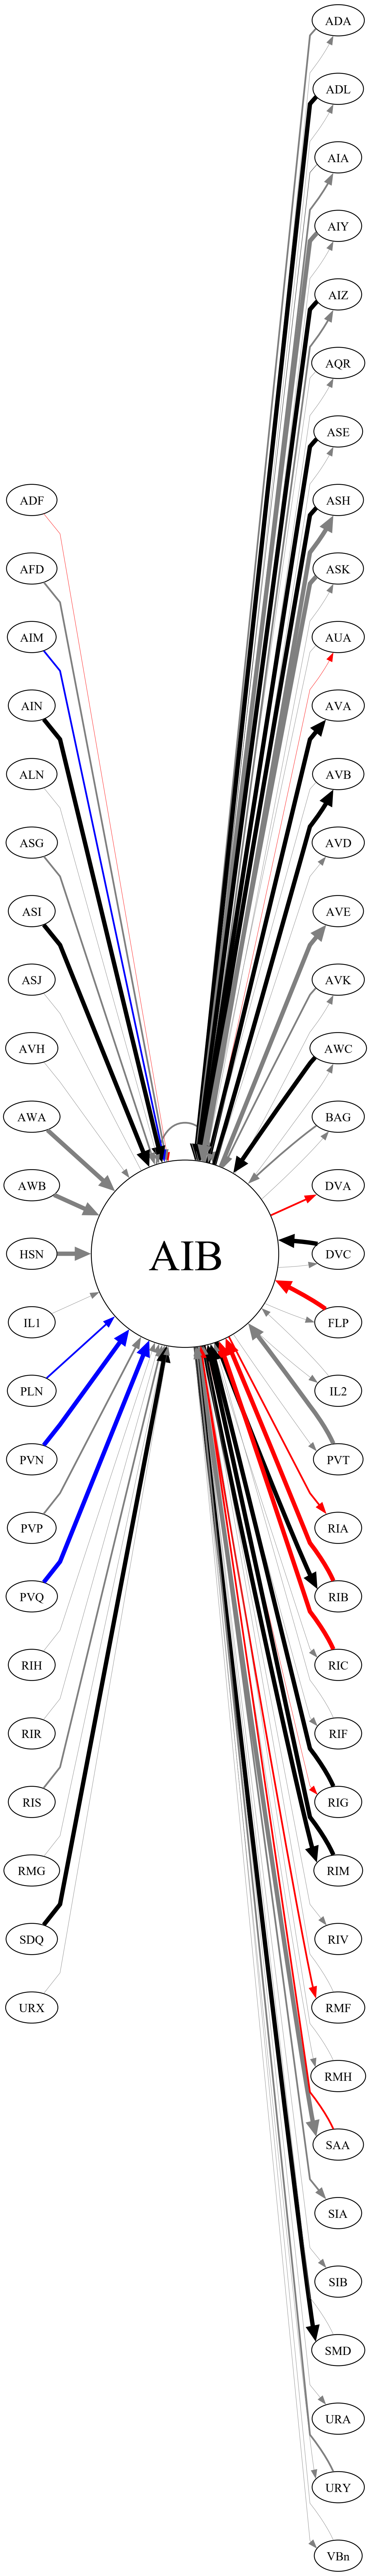 ADA
ADL
AIA
AIY
AIZ
AQR
ASE
ADF
ASH
AFD
ASK
AIM
AUA
AIN
AVA
ALN
AVB
ASG
AVD
ASI
AVE
ASJ
AVK
AVH
AWC
AWA
BAG
AWB
DVA
HSN
AIB
DVC
IL1
FLP
PLN
IL2
PVN
PVT
PVP
RIA
PVQ
RIB
RIH
RIC
RIR
RIF
RIS
RIG
RMG
RIM
SDQ
RIV
URX
RMF
RMH
SAA
SIA
SIB
SMD
URA
URY
VBn